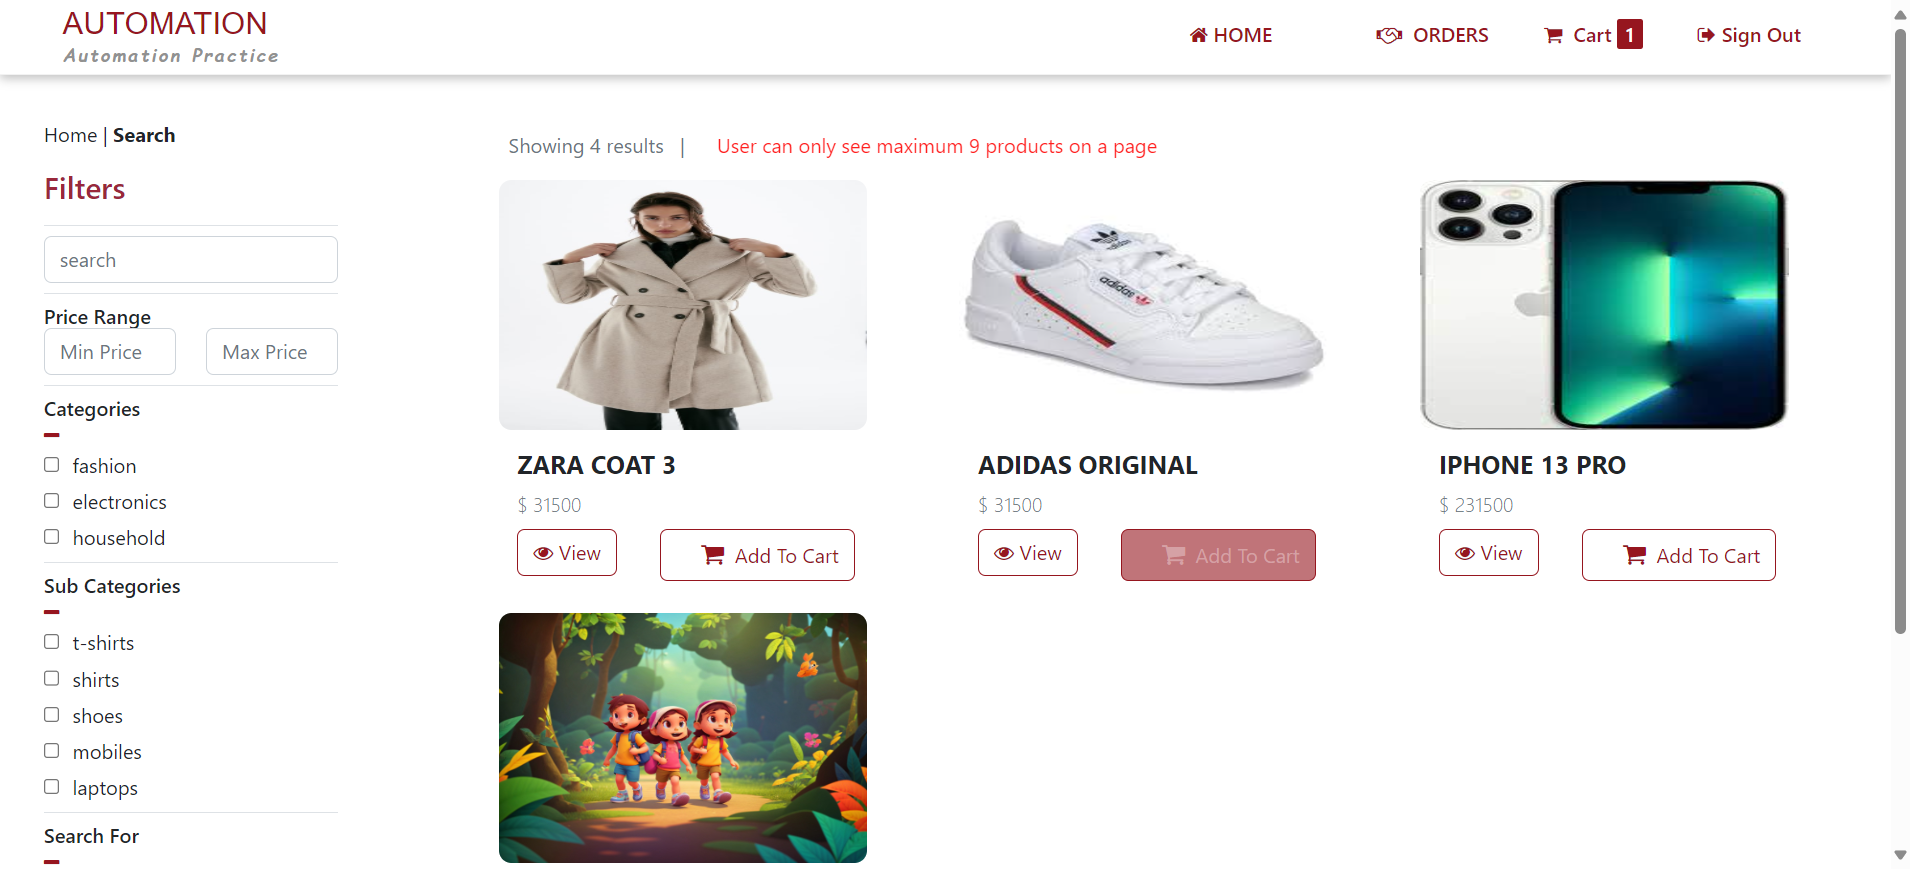 AUTOMATION
Automation Practice
HOME
ORDERS
Cart 1
Sign Out
Home | Search
Filters
search
Price Range
Min Price
Max Price
Categories
fashion
electronics
household
Sub Categories
t-shirts
shirts
shoes
mobiles
laptops
Search For
Showing 4 results |
User can only see maximum 9 products on a page
adidas
adidas
ZARA COAT 3
$ 31500
View
Add To Cart
ADIDAS ORIGINAL
$ 31500
View
Add To Cart
IPHONE 13 PRO
$ 231500
View
Add To Cart